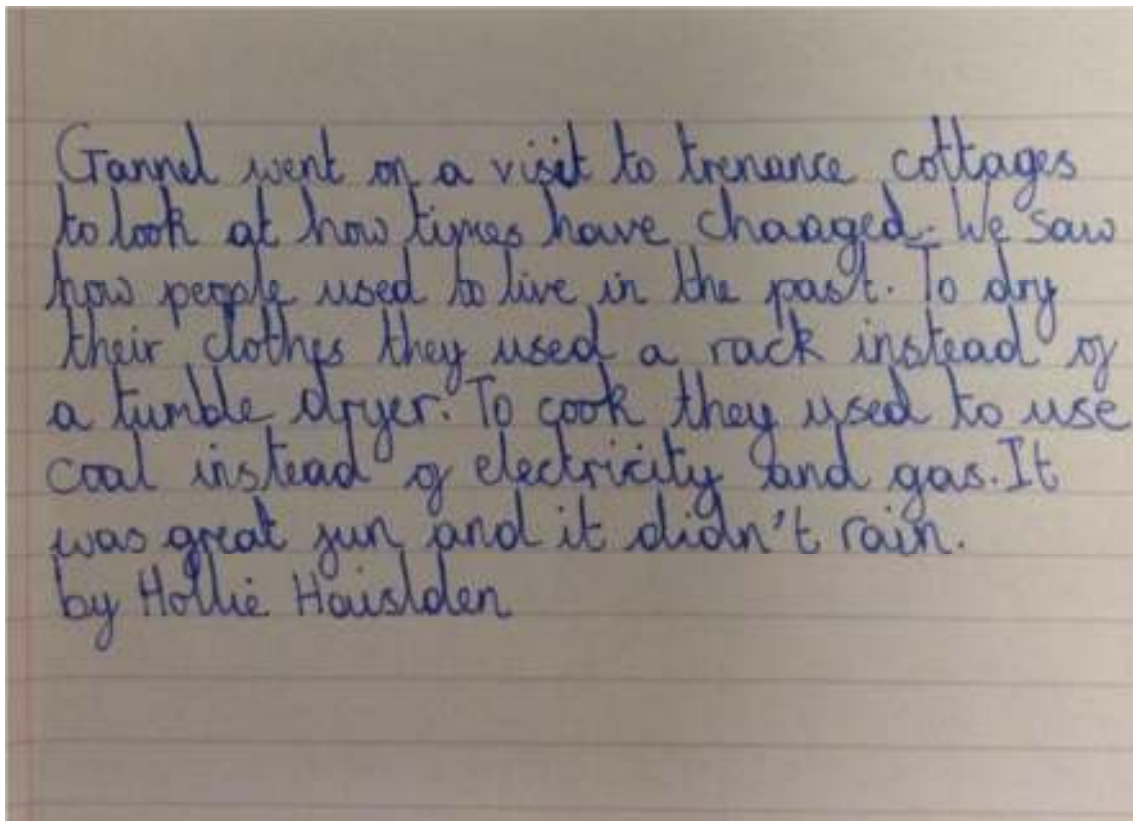 Gannel went on a visit to trenance cottages
to look at how times have changed. We saw
how people used to live in the past. To dry
their clothes they used a rack instead of
a tumble dryer. To cook they used to use
coal instead of electricity and gas. It
was great fun and it didn't rain.
by Hollie Hauslden